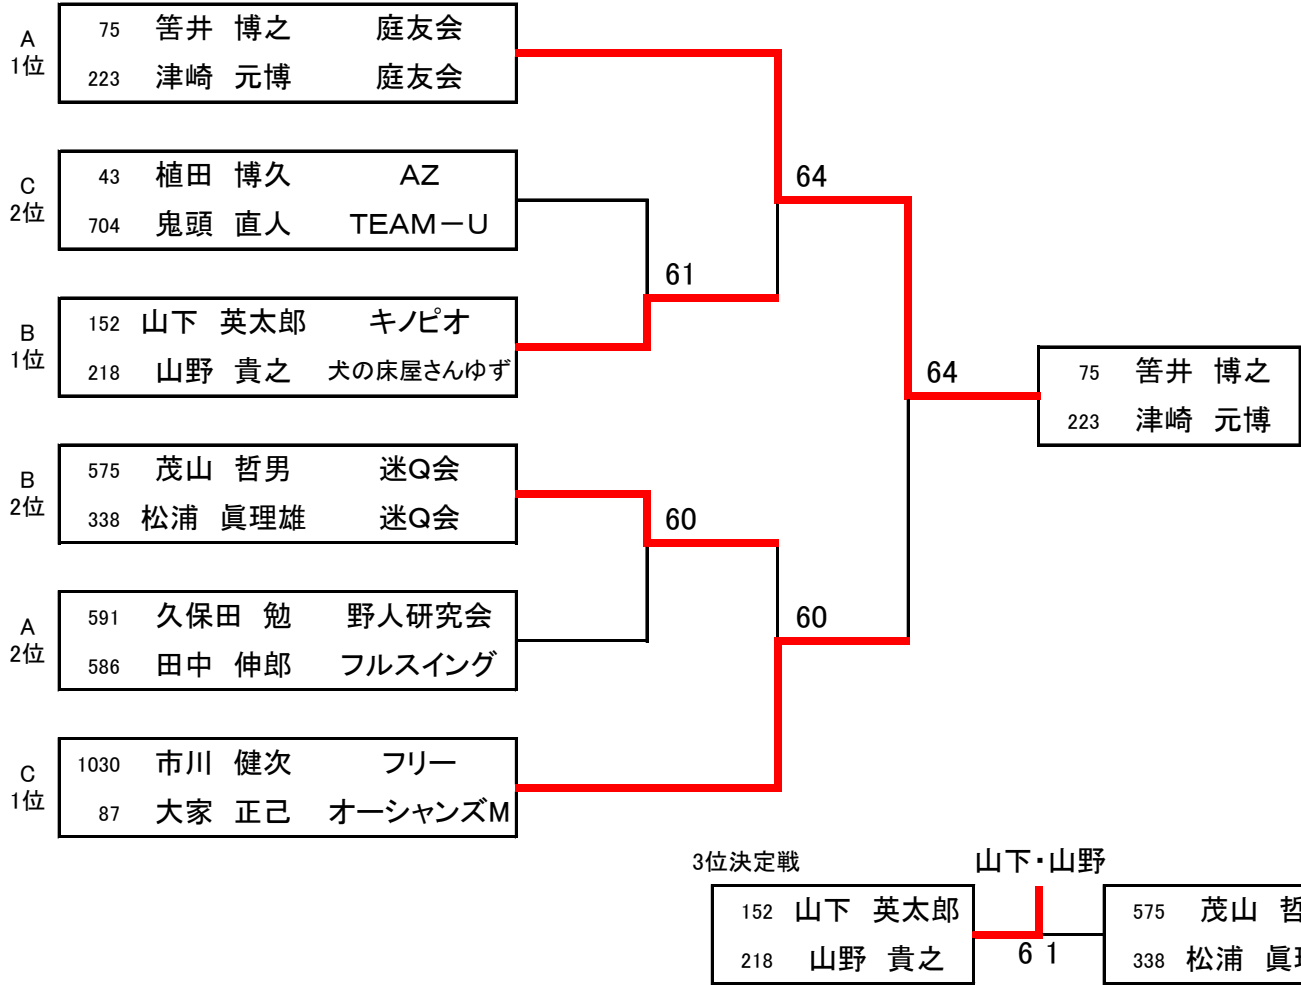 A
1位
75 筈井 博之 庭友会
223 津崎 元博 庭友会
C
2位
43 植田 博久 AZ
704 鬼頭 直人 TEAM－U
64
61
B
1位
152 山下 英太郎 キノピオ
218 山野 貴之 犬の床屋さんゆず
64
75 筈井 博之
223 津崎 元博
B
2位
575 茂山 哲男 迷Q会
338 松浦 眞理雄 迷Q会
60
A
2位
591 久保田 勉 野人研究会
586 田中 伸郎 フルスイング
60
C
1位
1030 市川 健次 フリー
87 大家 正己 オーシャンズM
3位決定戦 山下・山野
152 山下 英太郎
218 山野 貴之
6 1
575 茂山
338 松浦